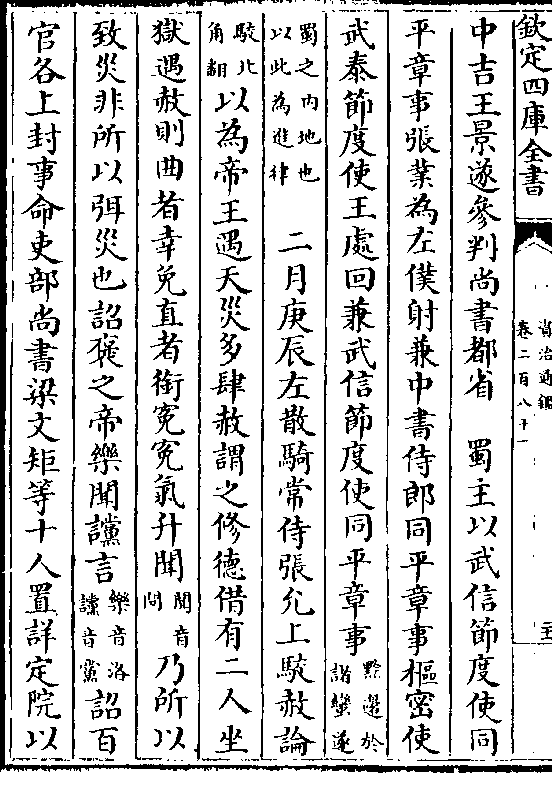 欽定四庫全書
資治通鑑
卷二百八十一
中吉王景遂參判尚書都省　蜀主以武信節度使同
平章事張業為左僕射兼中書侍郎同平章事樞密使
武泰節度使王處回兼武信節度使同平章事黔邊於諸蠻遂
蜀之内地也以此為進律　二月庚辰左散騎常侍張允上駮赦論
駮北角翻以為帝王遇天災多肆赦謂之修德借有二人坐
獄遇赦則曲者幸免直者銜冤冤氣升聞聞音問乃所以
致災非所以弭災也詔褒之帝樂聞讜言樂音洛讜音黨詔百
官各上封事命吏部尚書梁文矩等十人置詳定院以